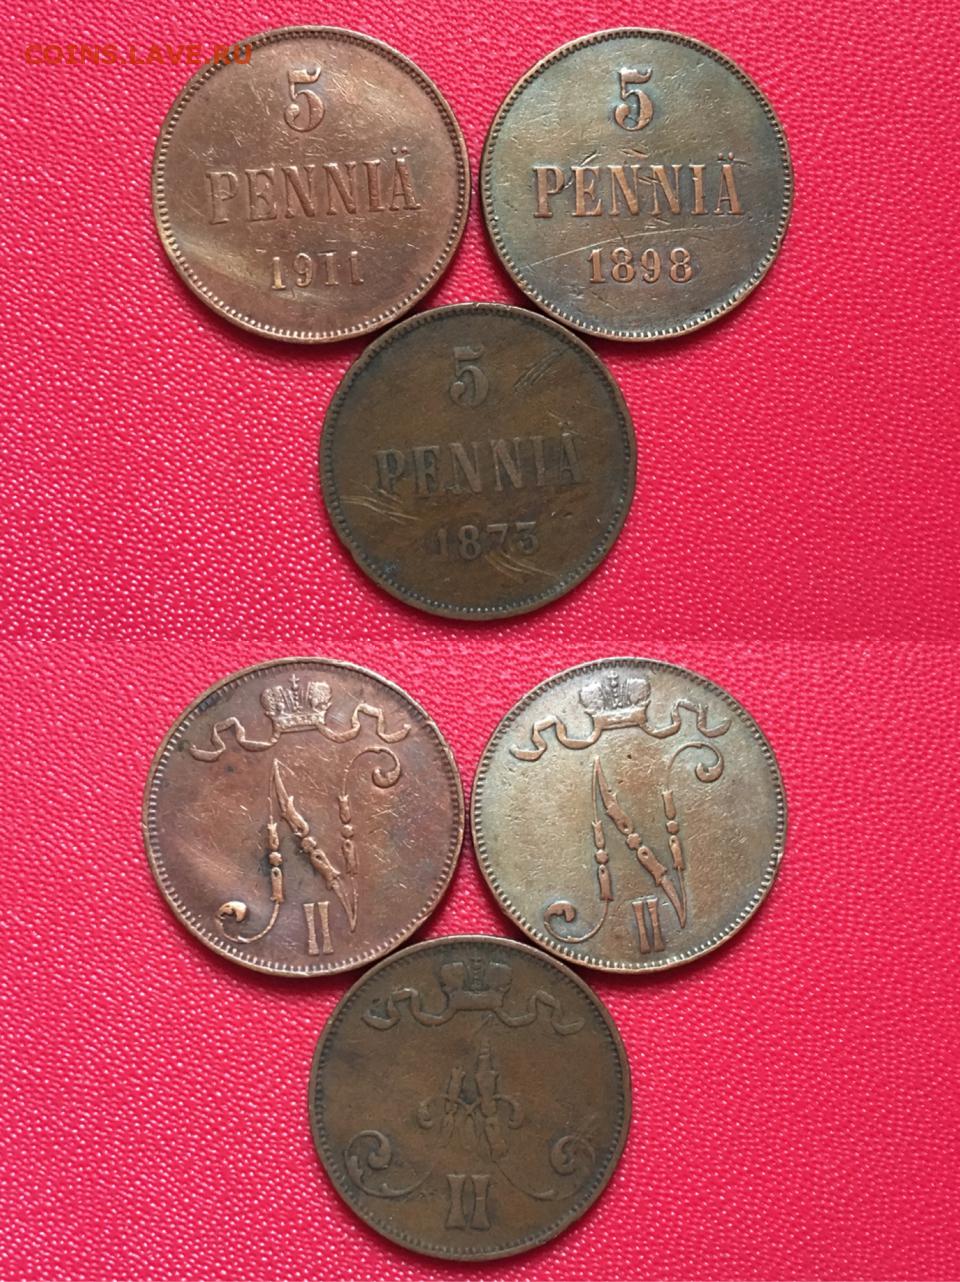 COINS.LAVE.RU
5
PENNIÄ
1911
5
PENNIÄ
1898
5
PENNIÄ
1873
N
II
N
II
A
II